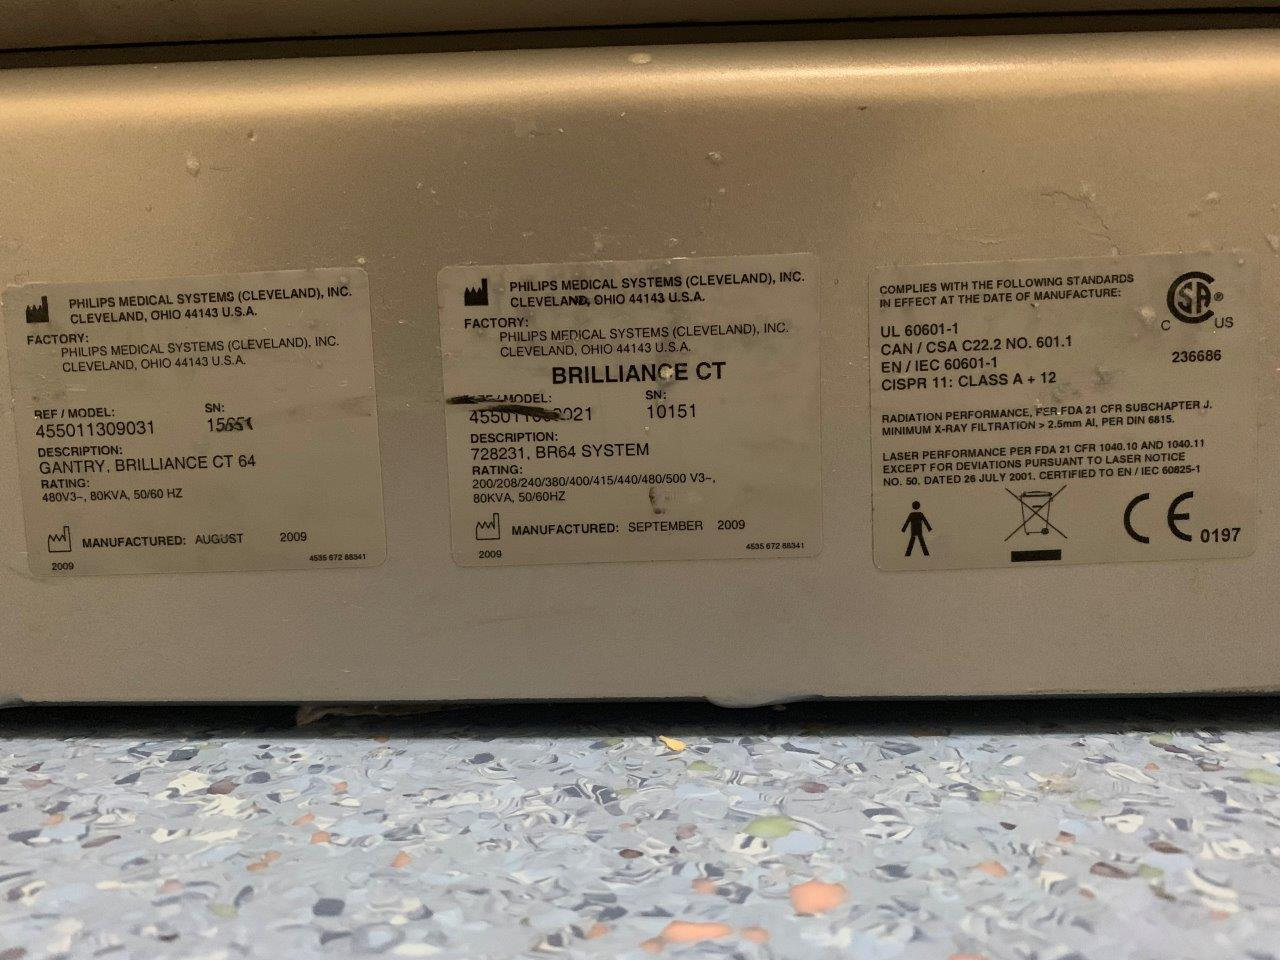 PHILIPS MEDICAL SYSTEMS (CLEVELAND), INC.
CLEVELAND, OHIO 44143 U.S.A.
FACTORY:
PHILIPS MEDICAL SYSTEMS (CLEVELAND), INC.
CLEVELAND, OHIO 44143 U.S.A.
REF / MODEL: SN:
455011309031
DESCRIPTION:
GANTRY, BRILLIANCE CT 64
RATING:
480V3~, 80KVA, 50/60 HZ
MANUFACTURED: AUGUST 2009
2009 4535 672 88341
PHILIPS MEDICAL SYSTEMS (CLEVELAND), INC.
CLEVELAND, OHIO 44143 U.S.A.
FACTORY:
PHILIPS MEDICAL SYSTEMS (CLEVELAND), INC.
CLEVELAND, OHIO 44143 U.S.A.
BRILLIANCE CT
MODEL: SN:
10151
DESCRIPTION:
728231, BR64 SYSTEM
RATING:
200/208/240/380/400/415/440/480/500 V3~,
80KVA, 50/60HZ
MANUFACTURED: SEPTEMBER 2009
2009 4535 672 88341
COMPLIES WITH THE FOLLOWING STANDARDS
IN EFFECT AT THE DATE OF MANUFACTURE:
UL 60601-1
CAN / CSA C22.2 NO. 601.1
EN / IEC 60601-1
CISPR 11: CLASS A + 12
SA ®
C US
236686
RADIATION PERFORMANCE, PER FDA 21 CFR SUBCHAPTER J.
MINIMUM X-RAY FILTRATION > 2.5mm Al, PER DIN 6815.
LASER PERFORMANCE PER FDA 21 CFR 1040.10 AND 1040.11
EXCEPT FOR DEVIATIONS PURSUANT TO LASER NOTICE
NO. 50, DATED 26 JULY 2001. CERTIFIED TO EN / IEC 60825-1
CE 0197